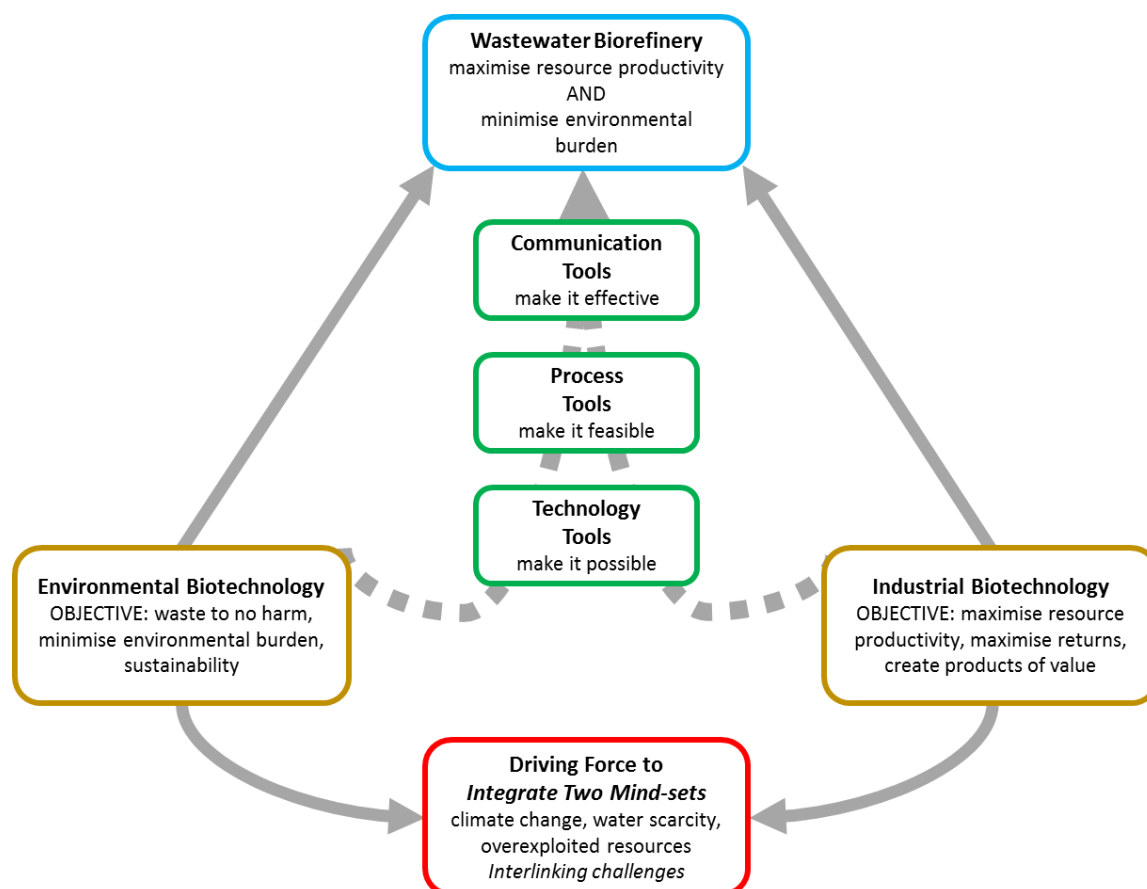 Wastewater Biorefinery
maximise resource productivity
AND
minimise environmental
burden
Communication
Tools
make it effective
Process
Tools
make it feasible
Technology
Tools
make it possible
Environmental Biotechnology
OBJECTIVE: waste to no harm,
minimise environmental burden,
sustainability
Industrial Biotechnology
OBJECTIVE: maximise resource
productivity, maximise returns,
create products of value
Driving Force to
Integrate Two Mind-sets
climate change, water scarcity,
overexploited resources
Interlinking challenges